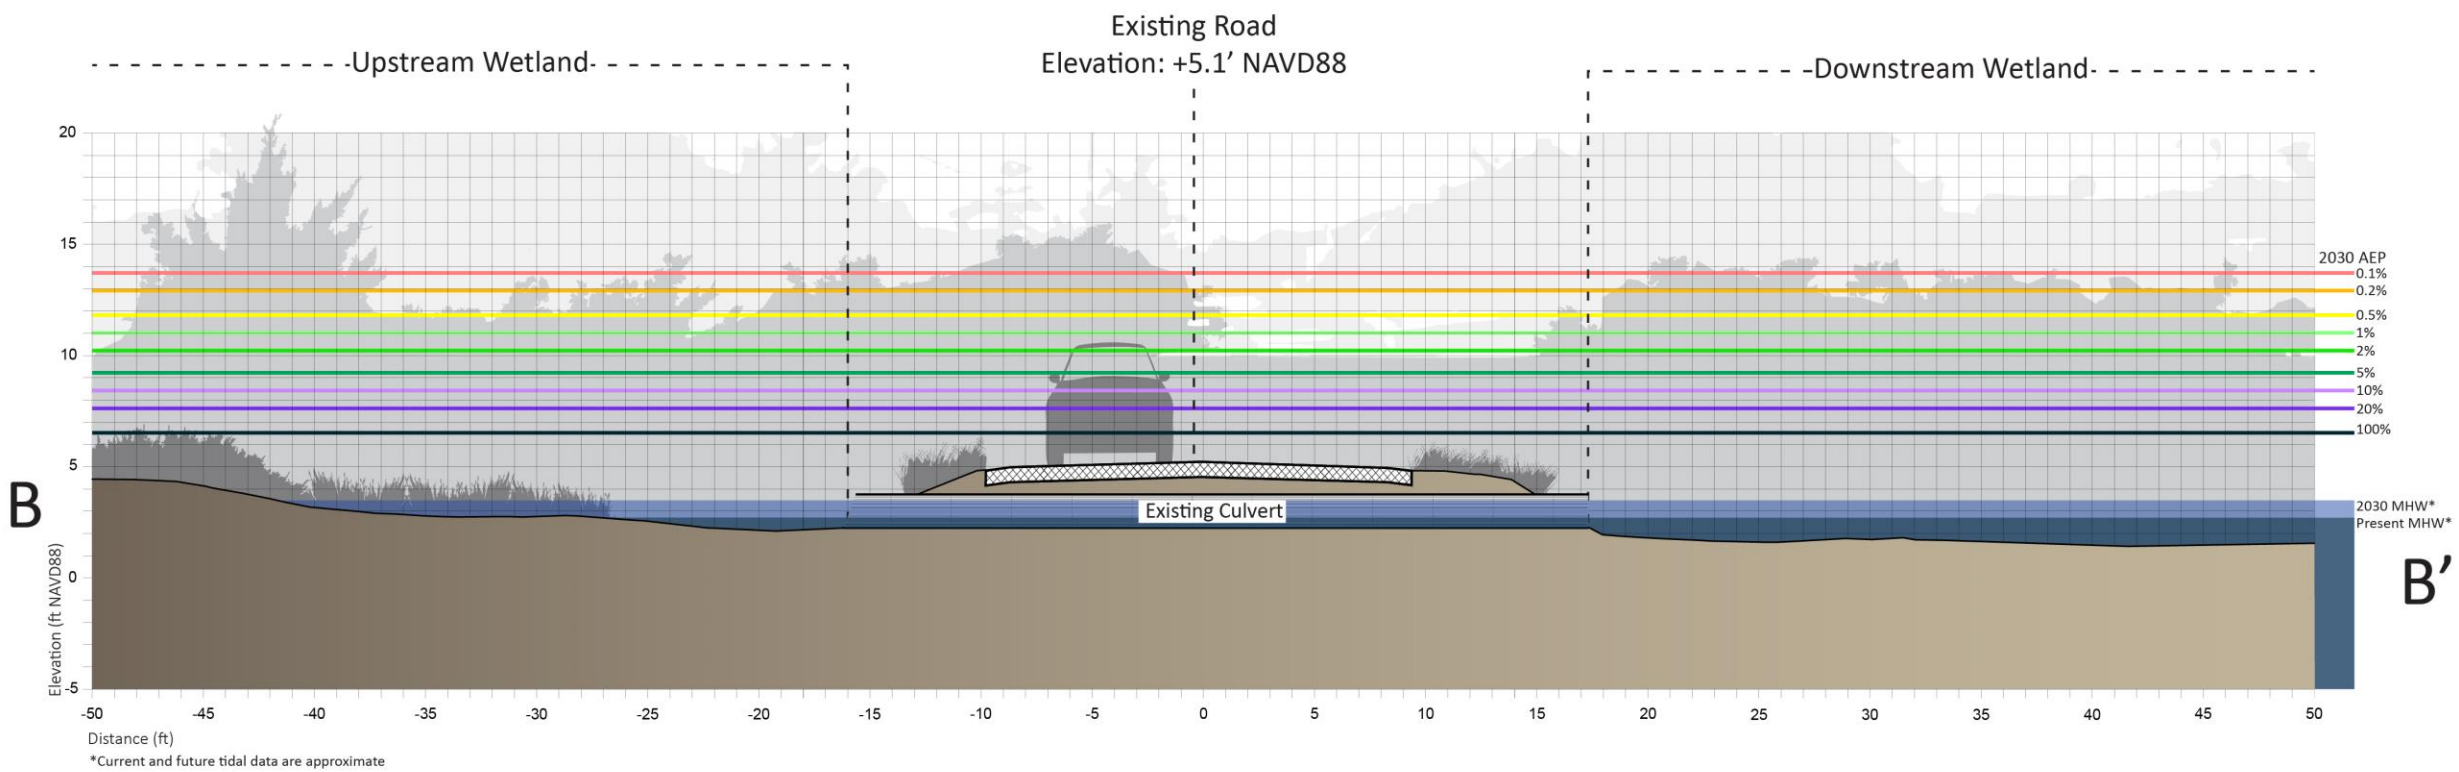 Existing Road
Elevation: +5.1’ NAVD88
Upstream Wetland
Downstream Wetland
20
15
10
5
0
-5
Elevation (ft NAVD88)
2030 AEP
0.1%
0.2%
0.5%
1%
2%
5%
10%
20%
100%
B
Existing Culvert
2030 MHW*
Present MHW*
B’
-50 -45 -40 -35 -30 -25 -20 -15 -10 -5 0 5 10 15 20 25 30 35 40 45 50
Distance (ft)
*Current and future tidal data are approximate